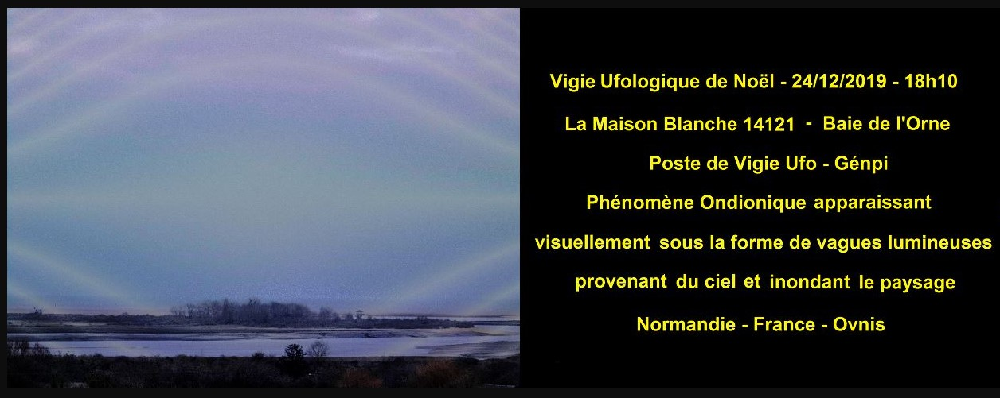 Vigie Ufologique de Noël - 24/12/2019 - 18h10
La Maison Blanche 14121 - Baie de l'Orne
Poste de Vigie Ufo - Génpi
Phénomène Ondionique apparaissant
visuellement sous la forme de vagues lumineuses
provenant du ciel et inondant le paysage
Normandie - France - Ovnis